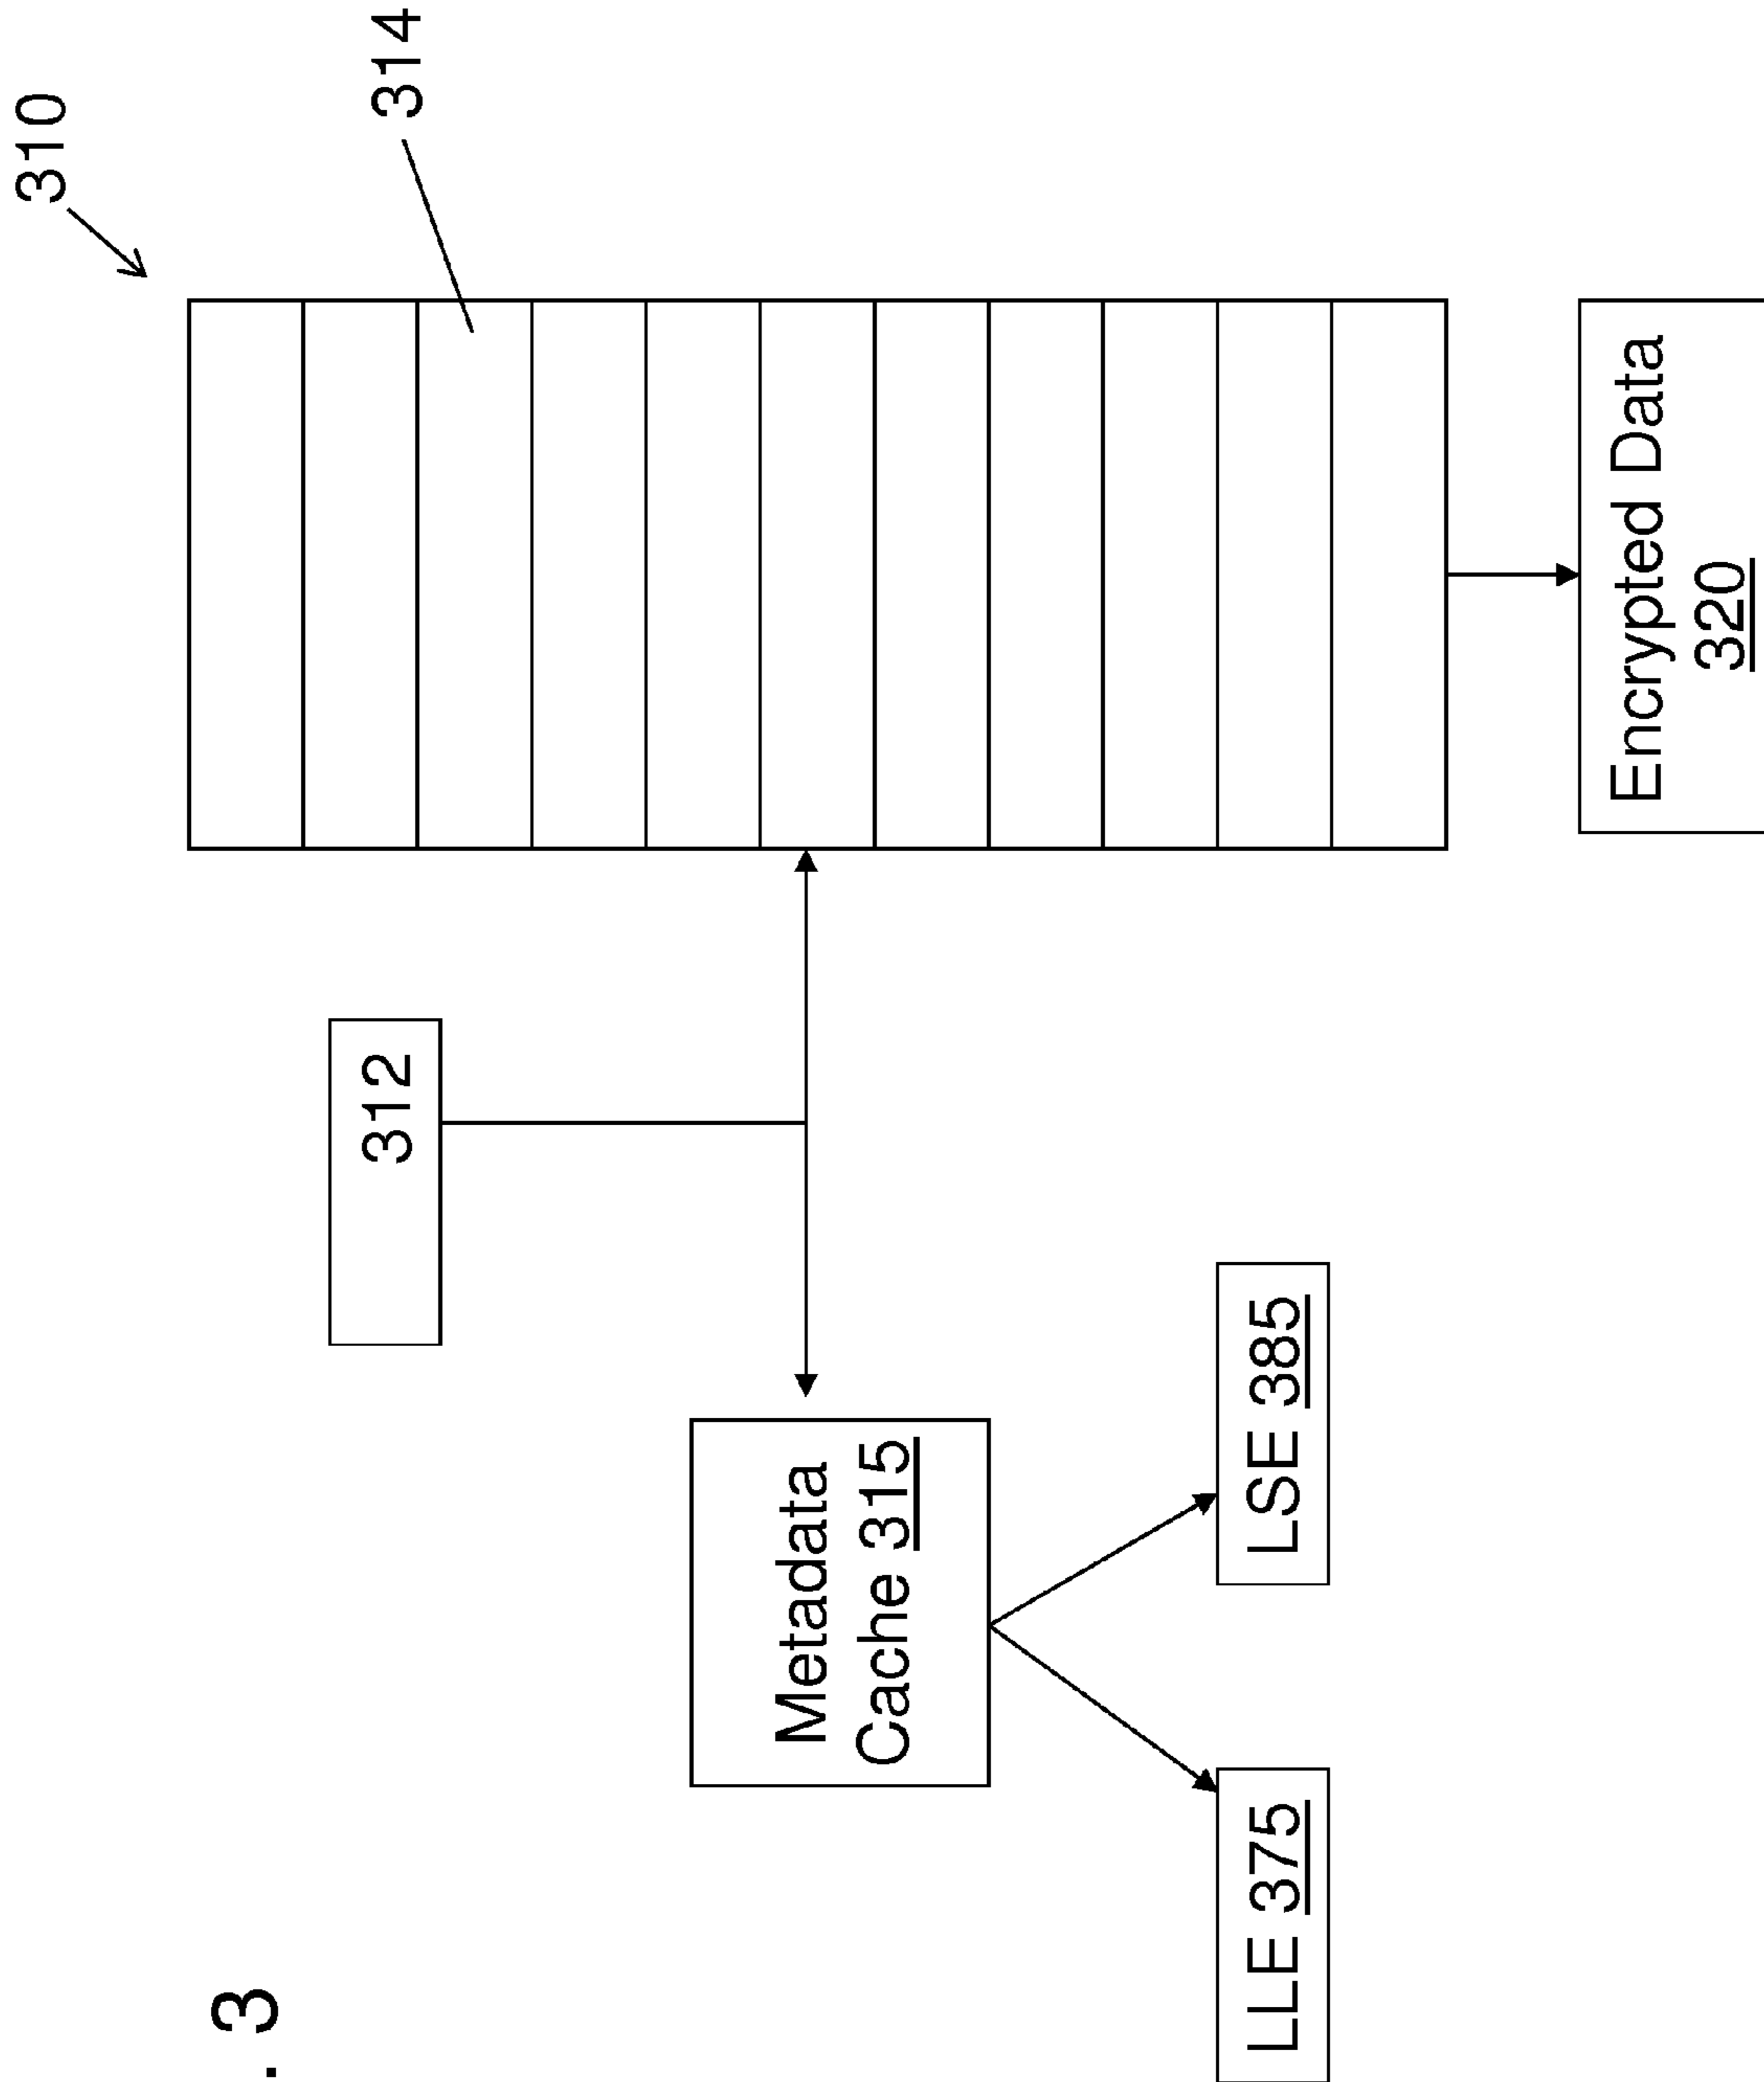 . 3
310
314
312
Metadata
Cache 315
LLE 375
LSE 385
Encrypted Data
320